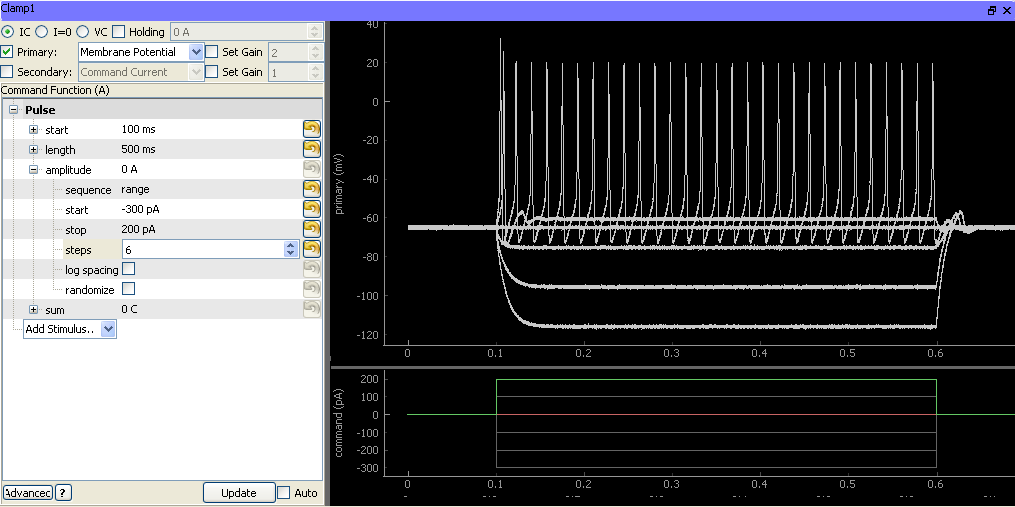 Clamp1
IC I=0 VC Holding 0 A
Primary: Membrane Potential Set Gain 2
Secondary: Command Current Set Gain 1
Command Function (A)
Pulse
start 100 ms
length 500 ms
amplitude 0 A
sequence range
start -300 pA
stop 200 pA
steps 6
log spacing
randomize
sum 0 C
Add Stimulus..
Advanced ? Update Auto
primary (mV)
40
20
0
-20
-40
-60
-80
-100
-120
0 0.1 0.2 0.3 0.4 0.5 0.6
command (pA)
200
100
0
-100
-200
-300
0 0.1 0.2 0.3 0.4 0.5 0.6